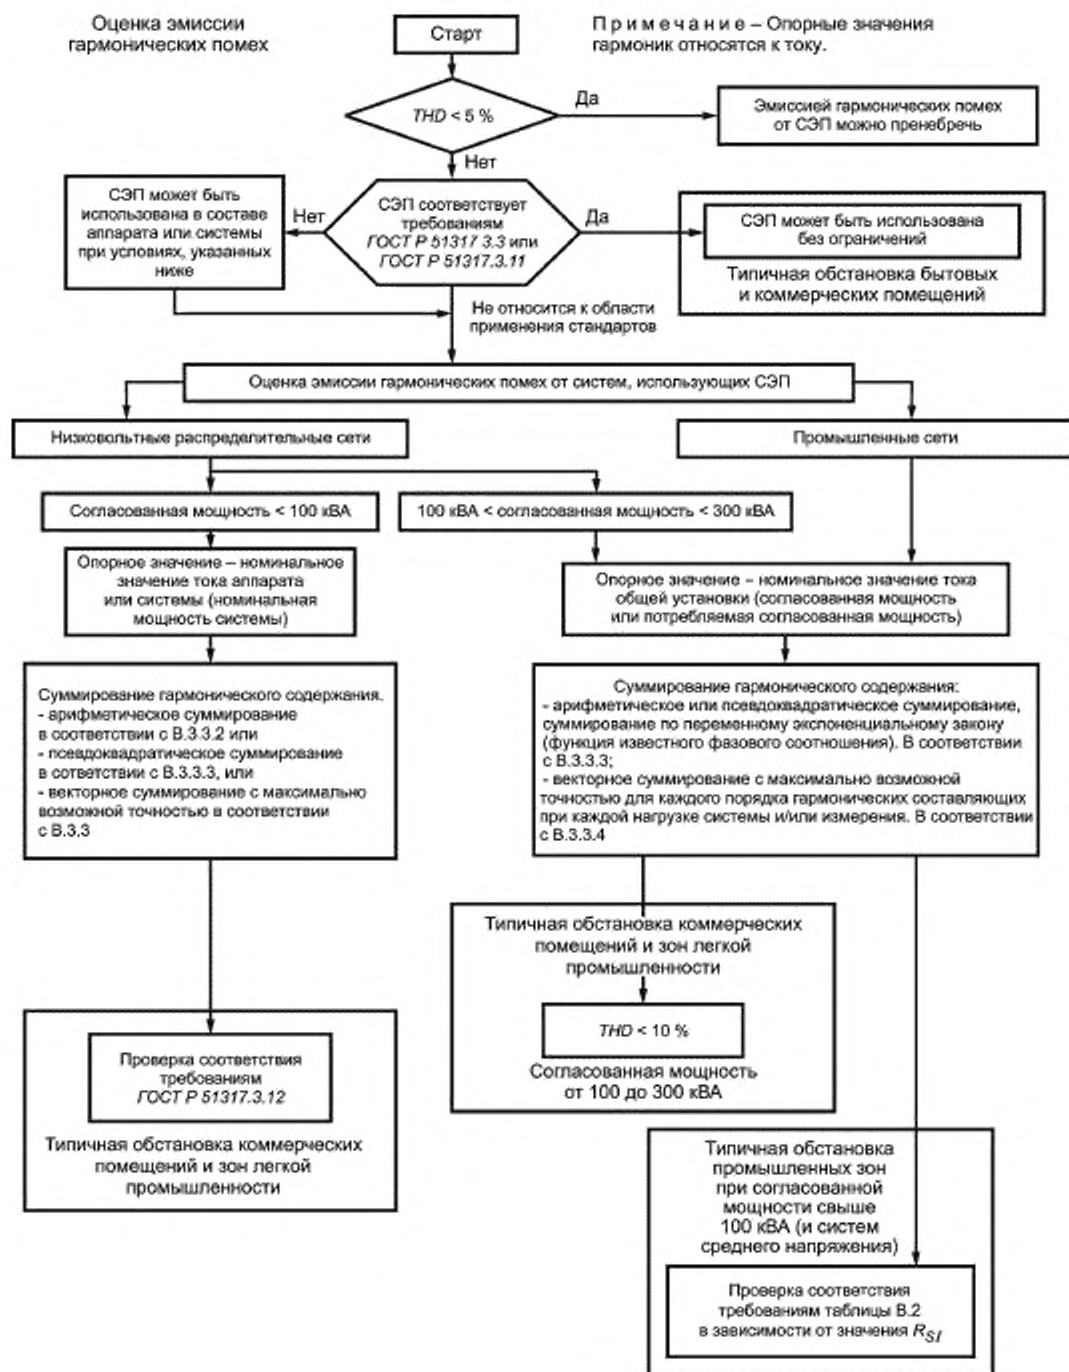 Оценка эмиссии
гармонических помех
П р и м е ч а н и е – Опорные значения
гармоник относятся к току.
Старт
THD < 5 %
Да
Эмиссией гармонических помех
от СЭП можно пренебречь
Нет
СЭП может быть
использована в составе
аппарата или системы
при условиях, указанных
ниже
Нет
СЭП соответствует
требованиям
ГОСТ Р 51317 3.3 или
ГОСТ Р 51317.3.11
Да
СЭП может быть использована
без ограничений
Типичная обстановка бытовых
и коммерческих помещений
Не относится к области
применения стандартов
Оценка эмиссии гармонических помех от систем, использующих СЭП
Низковольтные распределительные сети
Промышленные сети
Согласованная мощность < 100 кВА
100 кВА < согласованная мощность < 300 кВА
Опорное значение – номинальное
значение тока аппарата
или системы (номинальная
мощность системы)
Опорное значение – номинальное значение тока
общей установки (согласованная мощность
или потребляемая согласованная мощность)
Суммирование гармонического содержания.
- арифметическое суммирование
в соответствии с В.3.3.2 или
- псевдоквадратическое суммирование
в сответствии с В.3.3.3, или
- векторное суммирование с максимально
возможной точностью в соответствии
с В.3.3
Суммирование гармонического содержания:
- арифметическое или псевдоквадратическое суммирование,
суммирование по переменному экспоненциальному закону
(функция известного фазового соотношения). В соответствии
с В.3.3.3;
- векторное суммирование с максимально возможной
точностью для каждого порядка гармонических составляющих
при каждой нагрузке системы и/или измерения. В соответствии
с В.3.3.4
Типичная обстановка коммерческих
помещений и зон легкой
промышленности
THD < 10 %
Согласованная мощность
от 100 до 300 кВА
Проверка соответствия
требованиям
ГОСТ Р 51317.3.12
Типичная обстановка коммерческих
помещений и зон легкой
промышленности
Типичная обстановка
промышленных зон
при согласованной
мощности свыше
100 кВА (и систем
среднего напряжения)
Проверка соответствия
требованиям таблицы В.2
в зависимости от значения RSI